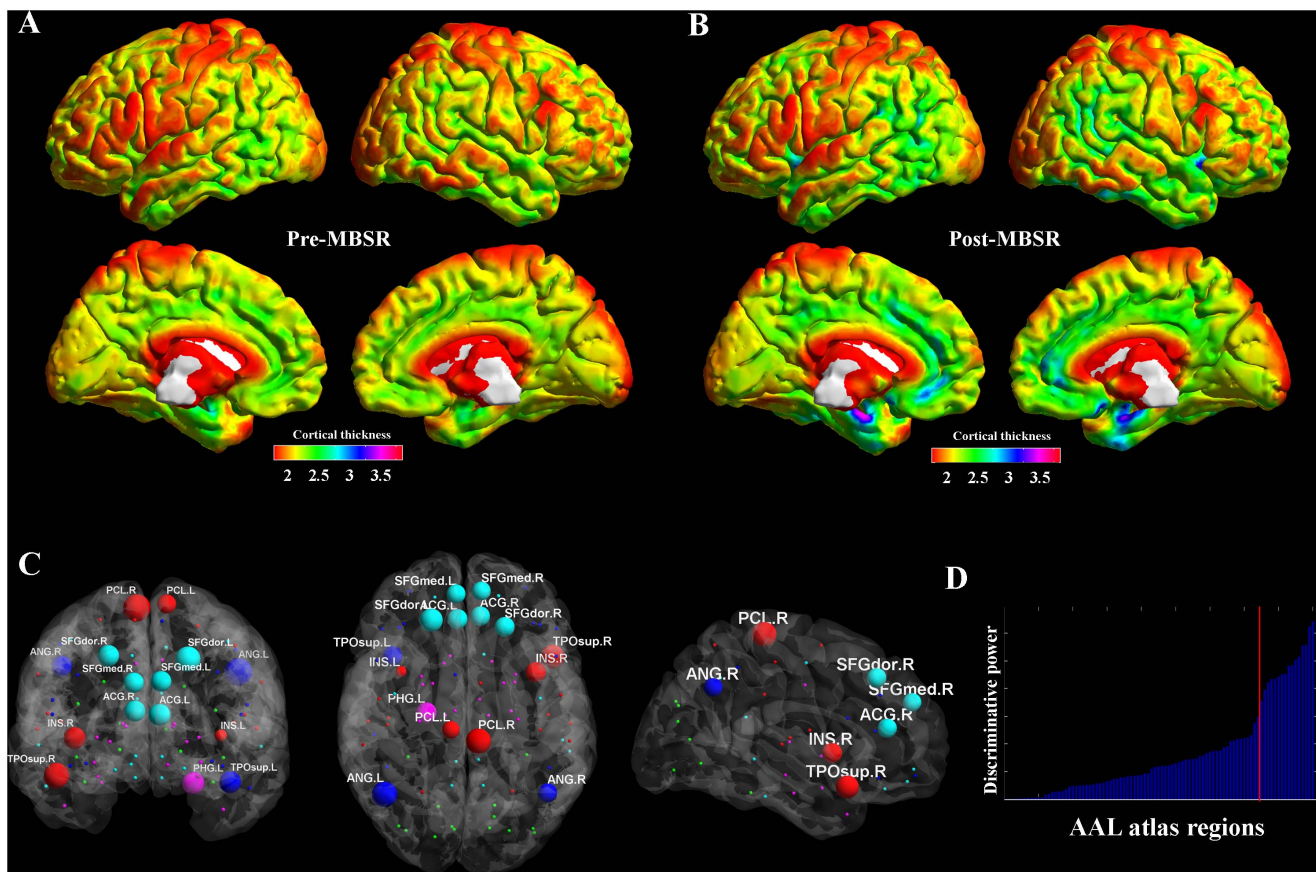 A
B
Pre-MBSR
Post-MBSR
Cortical thickness
2 2.5 3 3.5
Cortical thickness
2 2.5 3 3.5
C
PCL.R PCL.L
SFGdor.R SFGdor.L
ANG.R ANG.L
SFGmed.R SFGmed.L
ACG.R ACG.L
INS.R INS.L
TPOsup.R PHG.L TPOsup.L
SFGmed.L SFGmed.R
SFGdor.L ACG.L ACG.R SFGdor.R
TPOsup.L TPOsup.R
INS.L INS.R
PHG.L
PCL.L PCL.R
ANG.L ANG.R
PCL.R
ANG.R SFGdor.R
SFGmed.R
ACG.R
INS.R
TPOsup.R
D
Discriminative power
AAL atlas regions